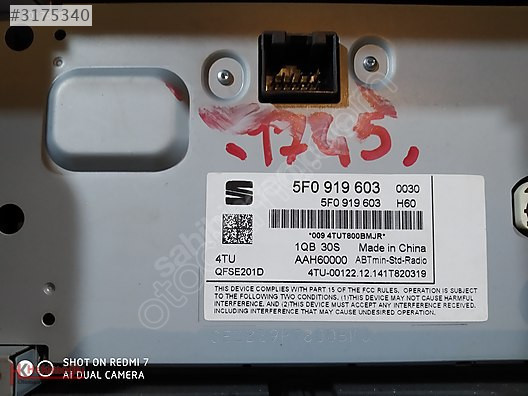 #3175340
1745
5F0 919 603 0030
5F0 919 603 H60
*009 4TUT800BMJR*
1QB 30S Made in China
4TU AAH60000 ABTmin-Std-Radio
QFSE201D 4TU-00122.12.141T820319
THIS DEVICE COMPLIES WITH PART 15 OF THE FCC RULES. OPERATION IS SUBJECT
TO THE FOLLOWING TWO CONDITIONS. (1)THIS DEVICE MAY NOT CAUSE HARMFUL
INTERFERENCE, AND (2)THIS DEVICE MUST ACCEPT ANY INTERFERENCE RECEIVED,
INCLUDING INTERFERENCE THAT MAY CAUSE UNDESIRED OPERATION.
SHOT ON REDMI 7
AI DUAL CAMERA